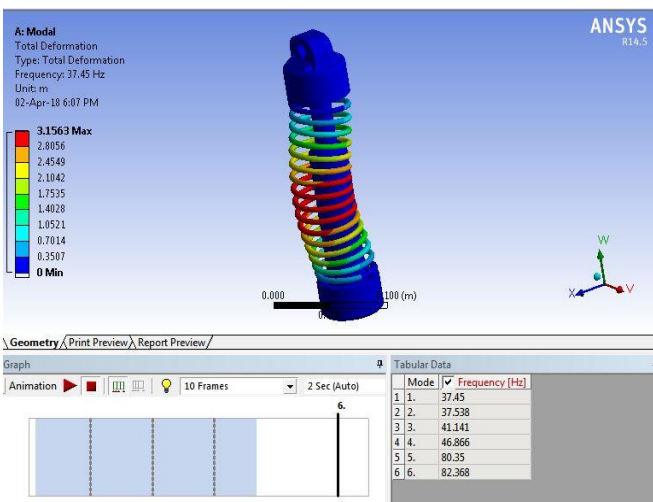 A: Modal
Total Deformation
Type: Total Deformation
Frequency: 37.45 Hz
Unit: m
02-Apr-18 6:07 PM
ANSYS
R14.5
3.1563 Max
2.8056
2.4549
2.1042
1.7535
1.4028
1.0521
0.7014
0.3507
0 Min
0.000
0.100 (m)
W
X
V
Geometry Print Preview Report Preview
Graph
Animation 10 Frames 2 Sec (Auto)
6.
Tabular Data
Mode Frequency [Hz]
1 1. 37.45
2 2. 37.538
3 3. 41.141
4 4. 46.866
5 5. 80.35
6 6. 82.368